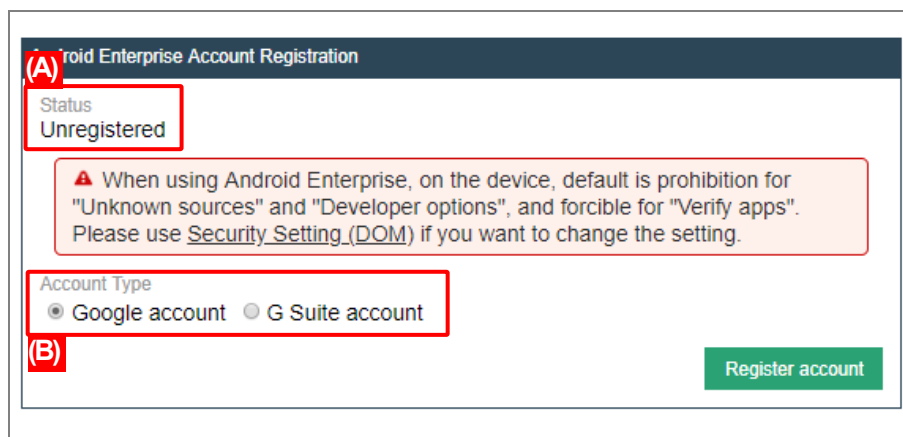 Android Enterprise Account Registration
(A)
Status
Unregistered
When using Android Enterprise, on the device, default is prohibition for
"Unknown sources" and "Developer options", and forcible for "Verify apps".
Please use Security Setting (DOM) if you want to change the setting.
Account Type
Google account G Suite account
(B)
Register account